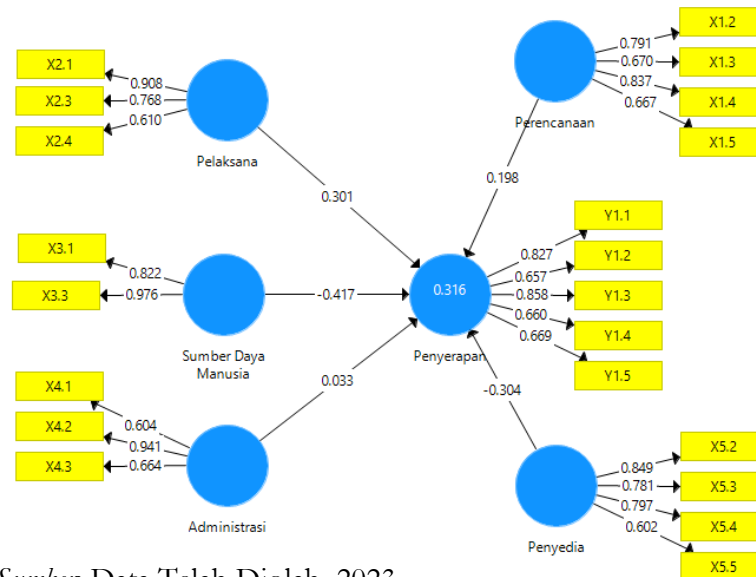 X2.1
X2.3
X2.4
0.908
0.768
0.610
Pelaksana
0.301
X1.2
X1.3
X1.4
X1.5
0.791
0.670
0.837
0.667
Perencanaan
0.198
X3.1
X3.3
0.822
0.976
Sumber Daya
Manusia
-0.417
0.316
Penyerapan
Y1.1
Y1.2
Y1.3
Y1.4
Y1.5
0.827
0.657
0.858
0.660
0.669
X4.1
X4.2
X4.3
0.604
0.941
0.664
Administrasi
0.033
-0.304
X5.2
X5.3
X5.4
X5.5
0.849
0.781
0.797
0.602
Penyedia
Sumber Data Telah Diolah, 2023